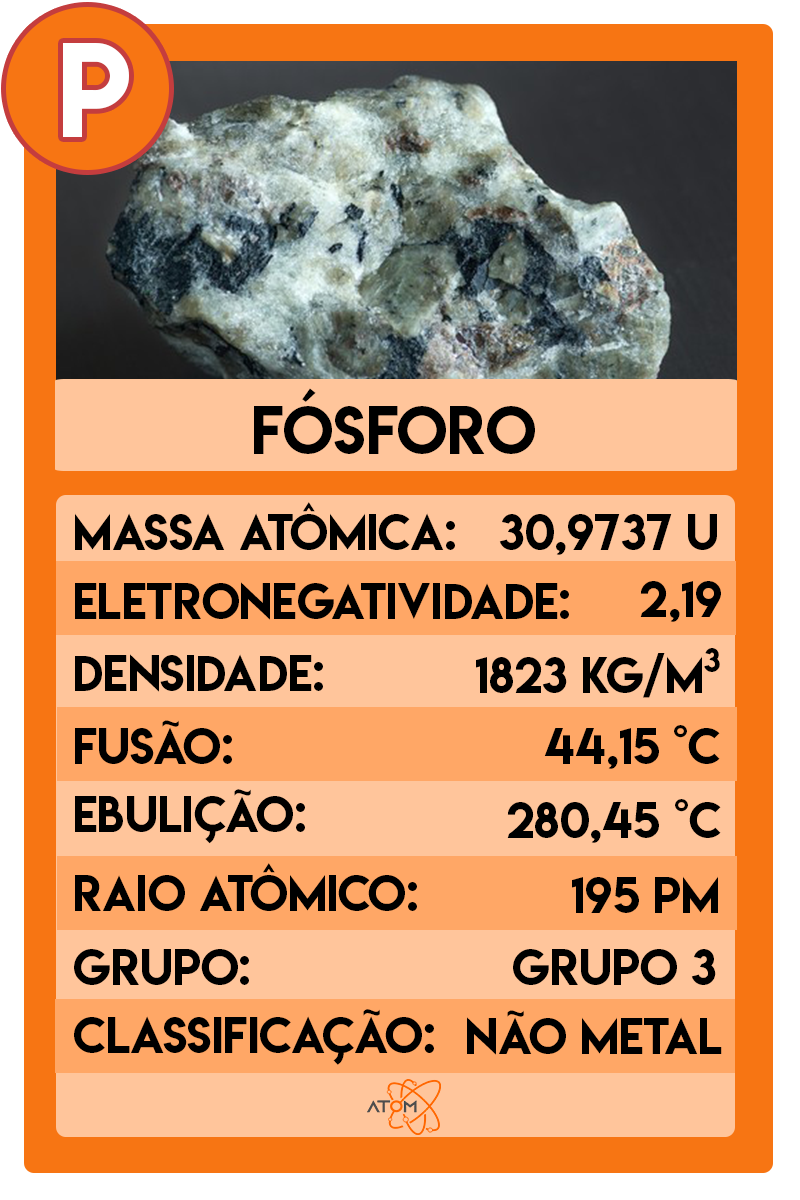 P
FÓSFORO
MASSA ATÔMICA: 30,9737 U
ELETRONEGATIVIDADE: 2,19
DENSIDADE: 1823 KG/M³
FUSÃO: 44,15 °C
EBULIÇÃO: 280,45 °C
RAIO ATÔMICO: 195 PM
GRUPO: GRUPO 3
CLASSIFICAÇÃO: NÃO METAL
ATOM